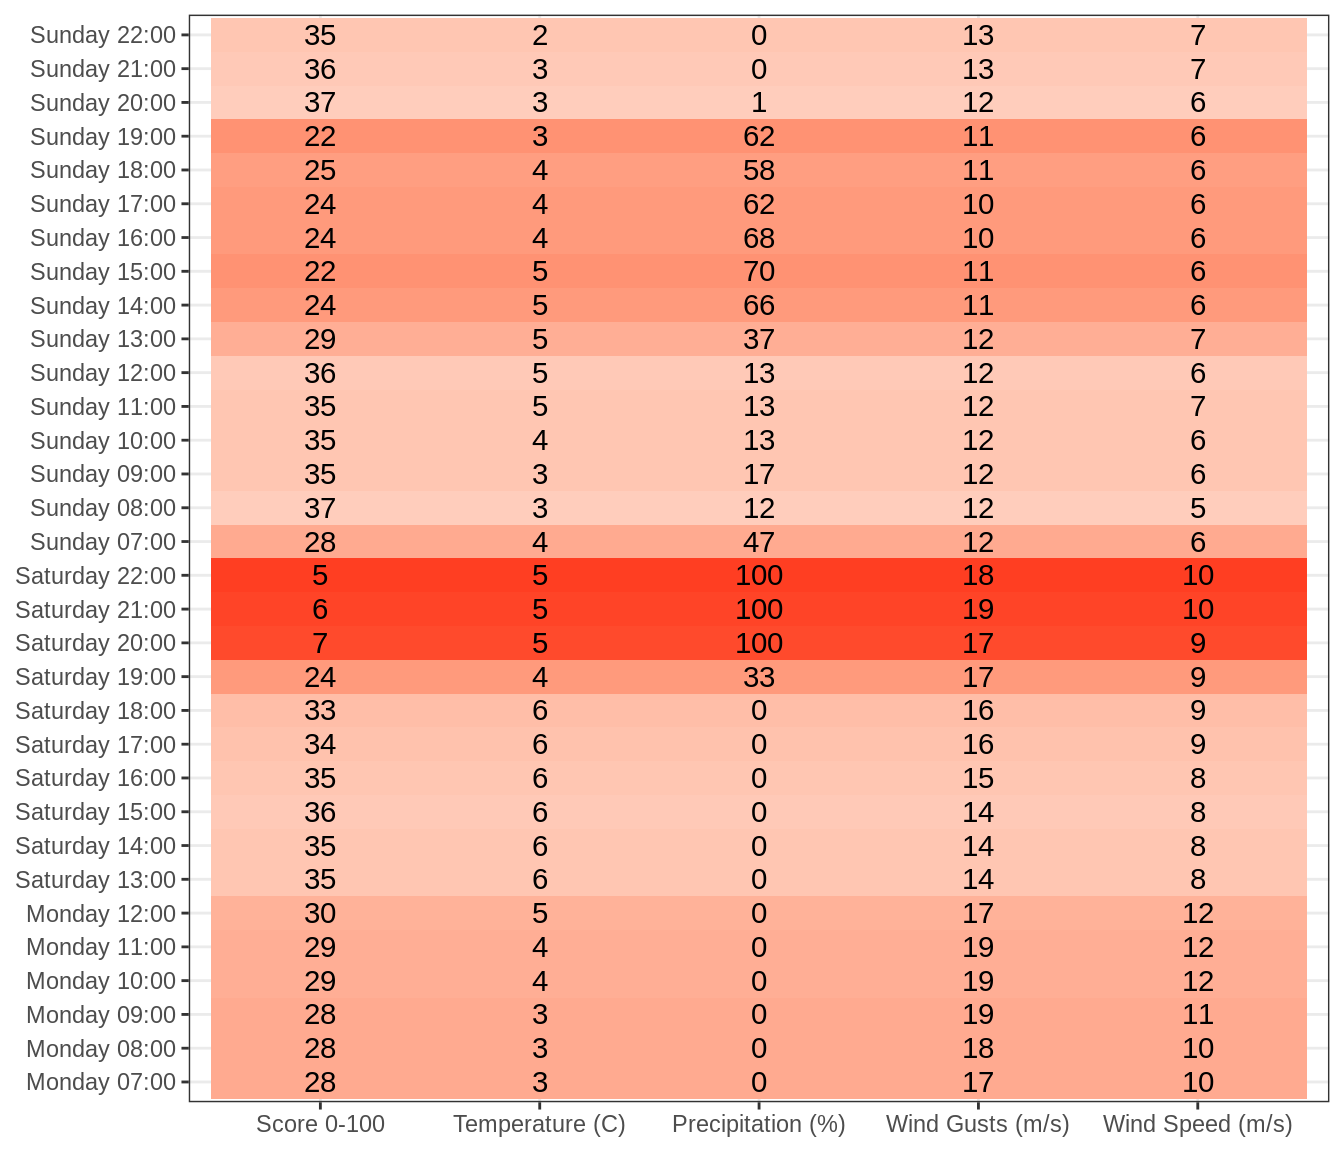 Sunday 22:00 35 2 0 13 7
Sunday 21:00 36 3 0 13 7
Sunday 20:00 37 3 1 12 6
Sunday 19:00 22 3 62 11 6
Sunday 18:00 25 4 58 11 6
Sunday 17:00 24 4 62 10 6
Sunday 16:00 24 4 68 10 6
Sunday 15:00 22 5 70 11 6
Sunday 14:00 24 5 66 11 6
Sunday 13:00 29 5 37 12 7
Sunday 12:00 36 5 13 12 6
Sunday 11:00 35 5 13 12 7
Sunday 10:00 35 4 13 12 6
Sunday 09:00 35 3 17 12 6
Sunday 08:00 37 3 12 12 5
Sunday 07:00 28 4 47 12 6
Saturday 22:00 5 5 100 18 10
Saturday 21:00 6 5 100 19 10
Saturday 20:00 7 5 100 17 9
Saturday 19:00 24 4 33 17 9
Saturday 18:00 33 6 0 16 9
Saturday 17:00 34 6 0 16 9
Saturday 16:00 35 6 0 15 8
Saturday 15:00 36 6 0 14 8
Saturday 14:00 35 6 0 14 8
Saturday 13:00 35 6 0 14 8
Monday 12:00 30 5 0 17 12
Monday 11:00 29 4 0 19 12
Monday 10:00 29 4 0 19 12
Monday 09:00 28 3 0 19 11
Monday 08:00 28 3 0 18 10
Monday 07:00 28 3 0 17 10
Score 0-100 Temperature (C) Precipitation (%) Wind Gusts (m/s) Wind Speed (m/s)